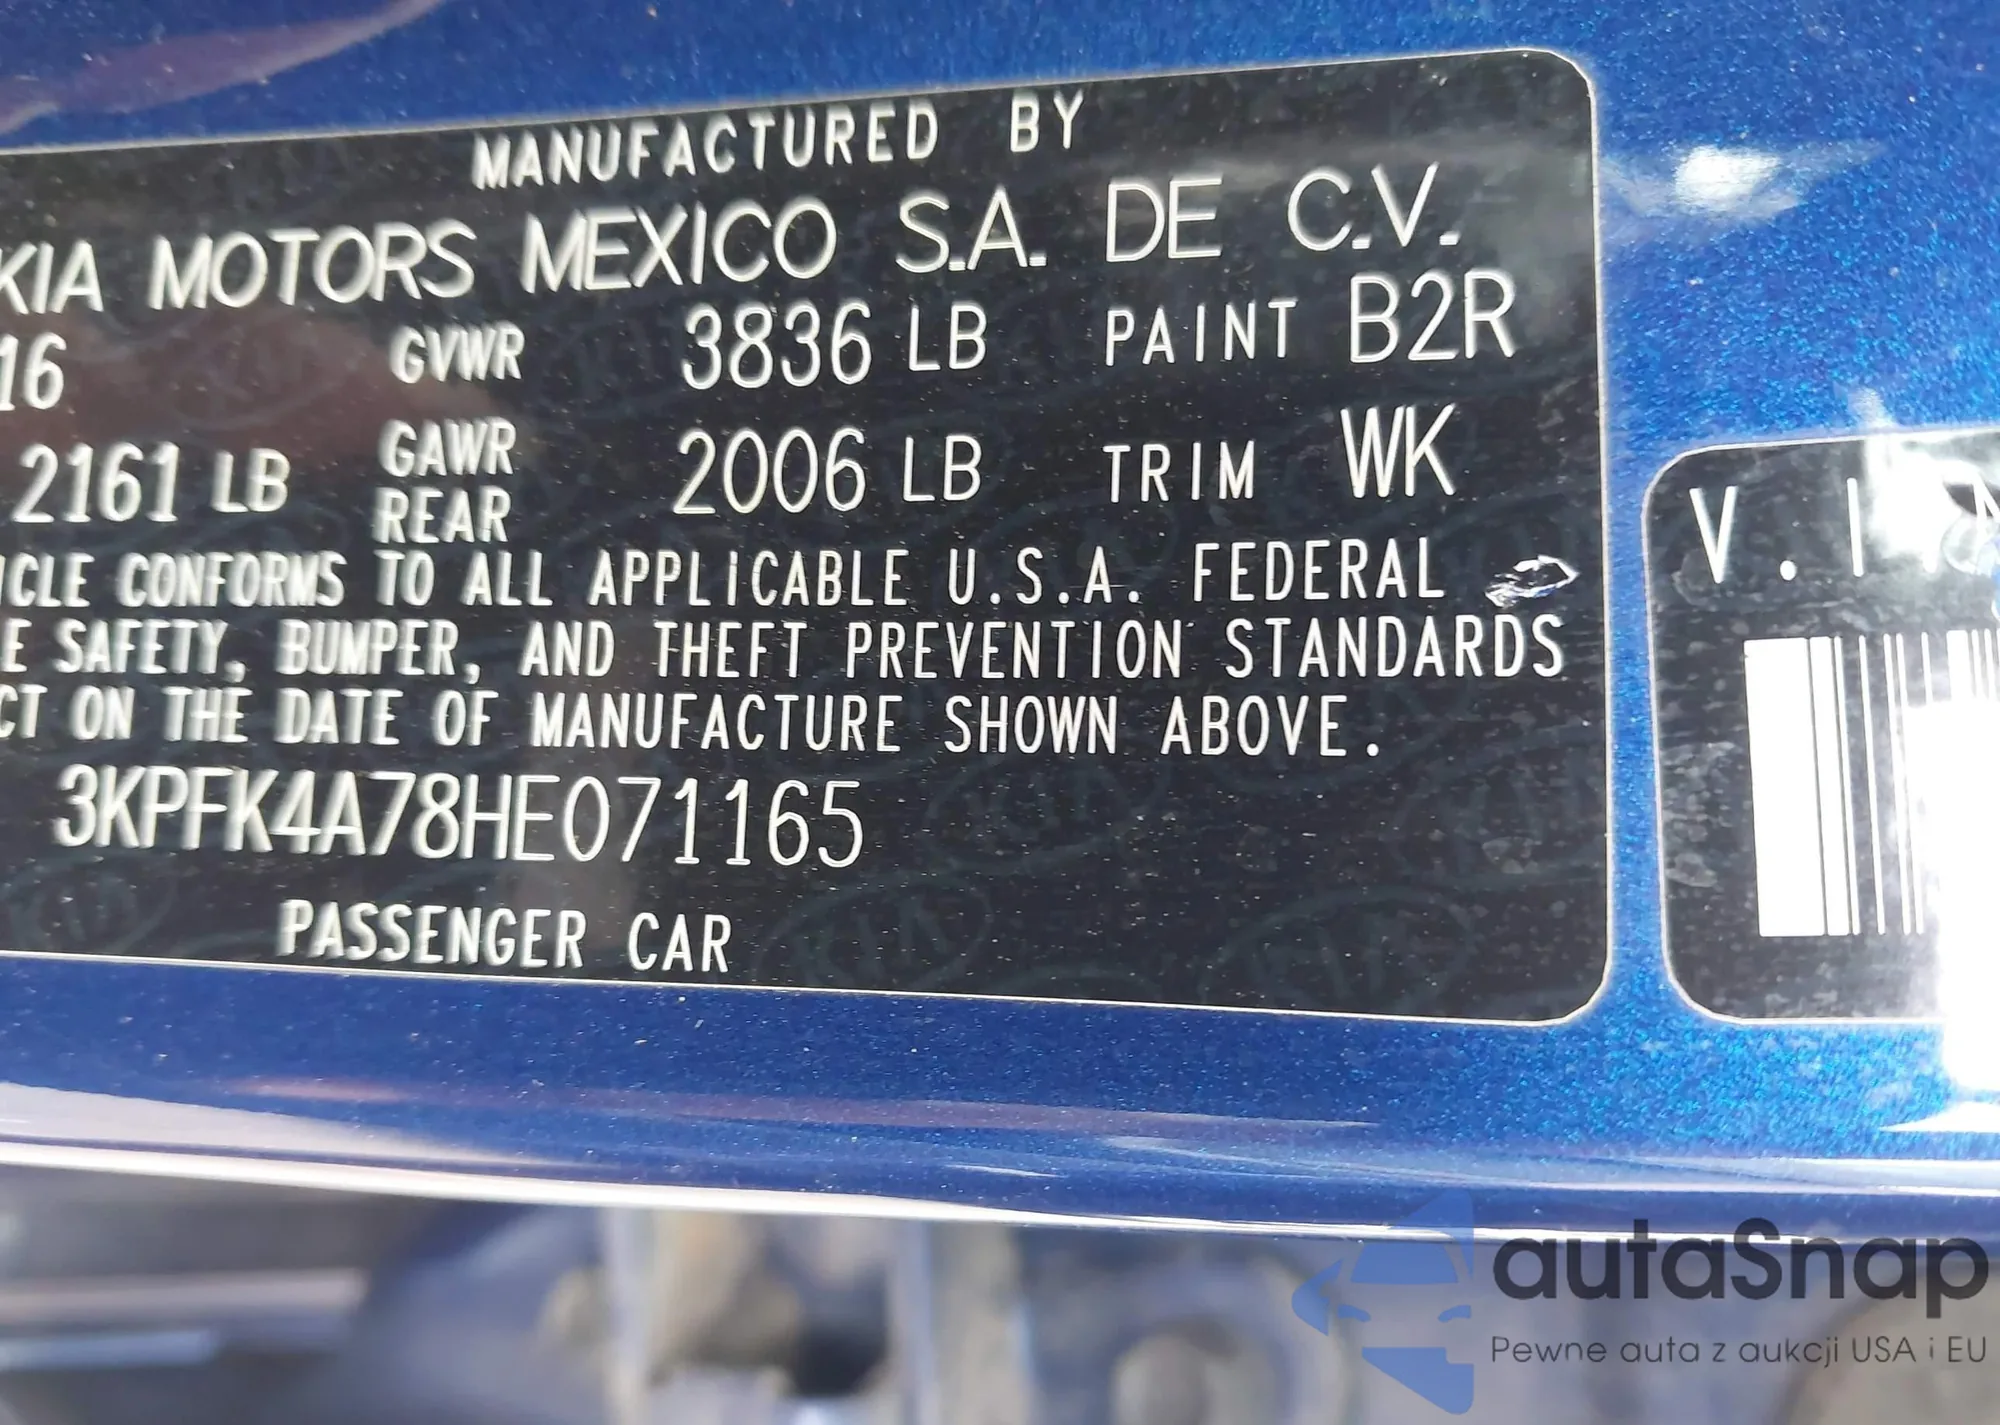 MANUFACTURED BY
KIA MOTORS MEXICO S.A. DE C.V.
16 GVWR 3836 LB PAINT B2R
2161 LB GAWR REAR 2006 LB TRIM WK
ICLE CONFORMS TO ALL APPLICABLE U.S.A. FEDERAL
E SAFETY, BUMPER, AND THEFT PREVENTION STANDARDS
CT ON THE DATE OF MANUFACTURE SHOWN ABOVE.
3KPFK4A78HE071165
PASSENGER CAR
V.I.N
autaSnap
Pewne auta z aukcji USA i EU